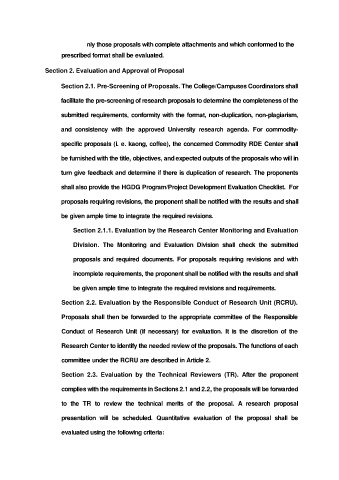 nly those proposals with complete attachments and which conformed to the
prescribed format shall be evaluated.
Section 2. Evaluation and Approval of Proposal
Section 2.1. Pre-Screening of Proposals. The College/Campuses Coordinators shall
facilitate the pre-screening of research proposals to determine the completeness of the
submitted requirements, conformity with the format, non-duplication, non-plagiarism,
and consistency with the approved University research agenda. For commodity-
specific proposals (i. e. kaong, coffee), the concerned Commodity RDE Center shall
be furnished with the title, objectives, and expected outputs of the proposals who will in
turn give feedback and determine if there is duplication of research. The proponents
shall also provide the HGDG Program/Project Development Evaluation Checklist. For
proposals requiring revisions, the proponent shall be notified with the results and shall
be given ample time to integrate the required revisions.
Section 2.1.1. Evaluation by the Research Center Monitoring and Evaluation
Division. The Monitoring and Evaluation Division shall check the submitted
proposals and required documents. For proposals requiring revisions and with
incomplete requirements, the proponent shall be notified with the results and shall
be given ample time to integrate the required revisions and requirements.
Section 2.2. Evaluation by the Responsible Conduct of Research Unit (RCRU).
Proposals shall then be forwarded to the appropriate committee of the Responsible
Conduct of Research Unit (if necessary) for evaluation. It is the discretion of the
Research Center to identify the needed review of the proposals. The functions of each
committee under the RCRU are described in Article 2.
Section 2.3. Evaluation by the Technical Reviewers (TR). After the proponent
complies with the requirements in Sections 2.1 and 2.2, the proposals will be forwarded
to the TR to review the technical merits of the proposal. A research proposal
presentation will be scheduled. Quantitative evaluation of the proposal shall be
evaluated using the following criteria: